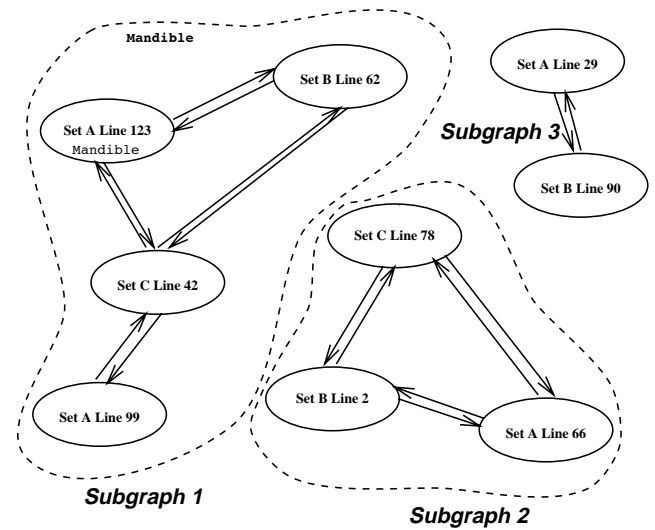 Mandible
Set B Line 62
Set A Line 29
Set A Line 123
Mandible
Subgraph 3
Set B Line 90
Set C Line 78
Set C Line 42
Set B Line 2
Set A Line 99
Set A Line 66
Subgraph 1
Subgraph 2